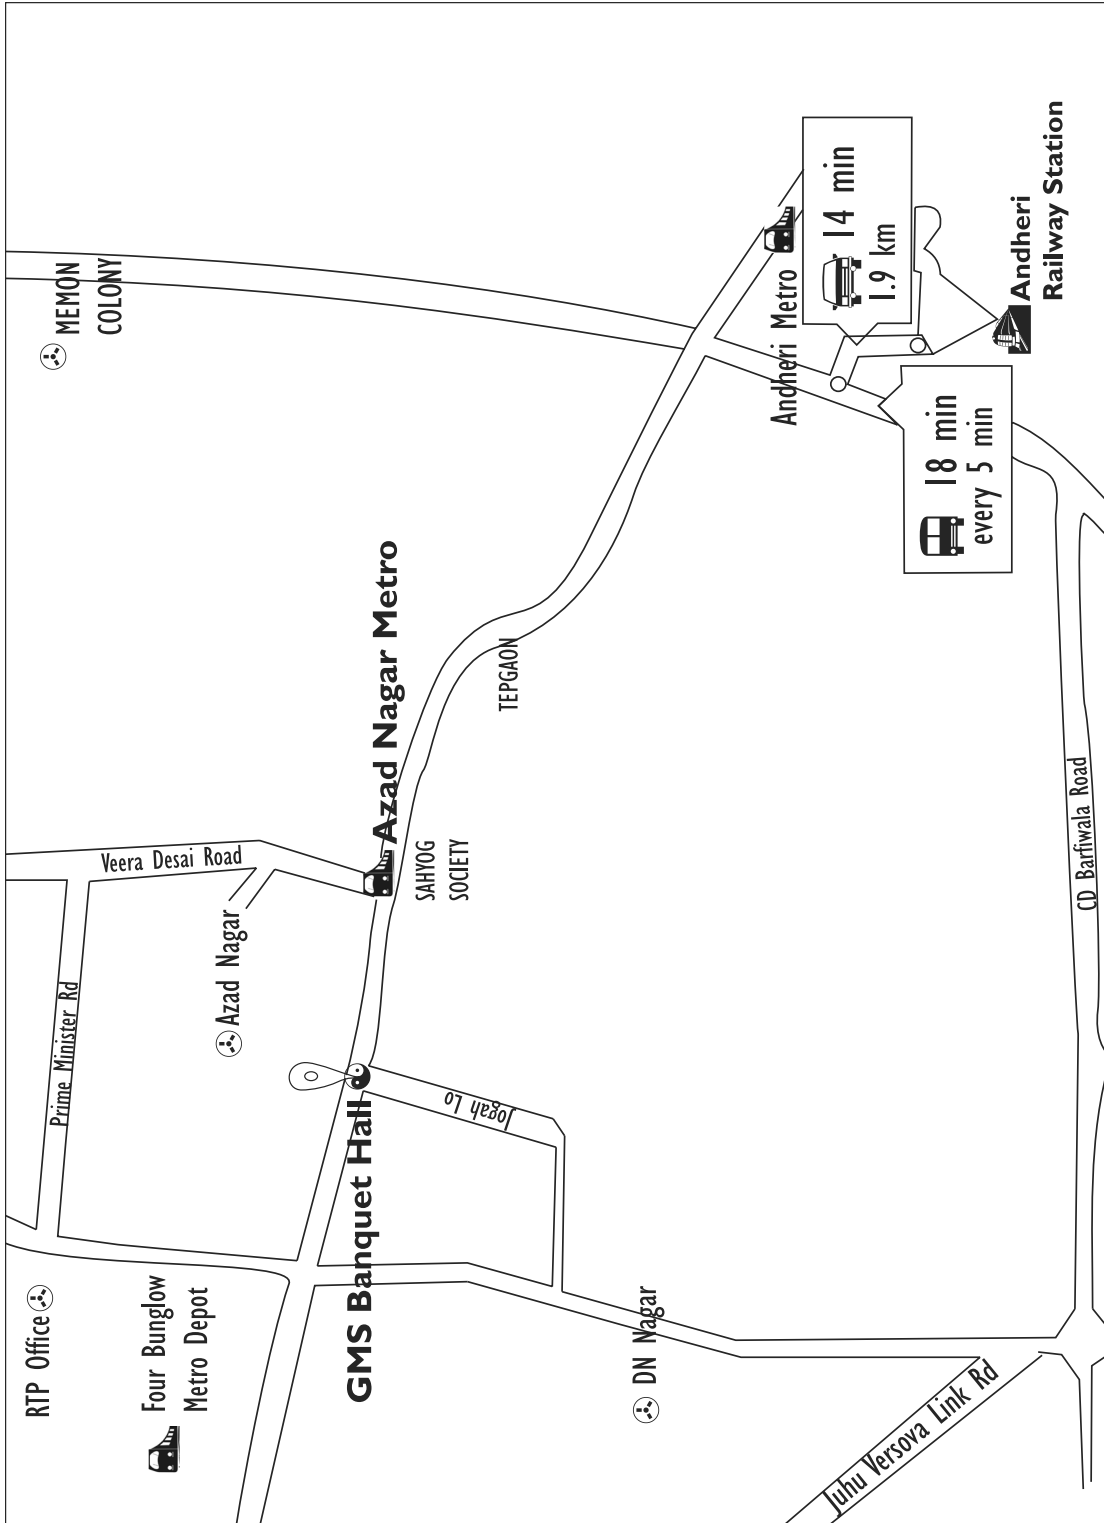 RTP Office
Four Bunglow
Metro Depot
Prime Minister Rd
Veera Desai Road
Azad Nagar
MEMON
COLONY
GMS Banquet Hall
Azad Nagar Metro
SAHYOG
SOCIETY
Jogah Lo
TEPGAON
DN Nagar
Juhu Versova Link Rd
Andheri Metro
14 min
1.9 km
18 min
every 5 min
Andheri
Railway Station
CD Barfiwala Road